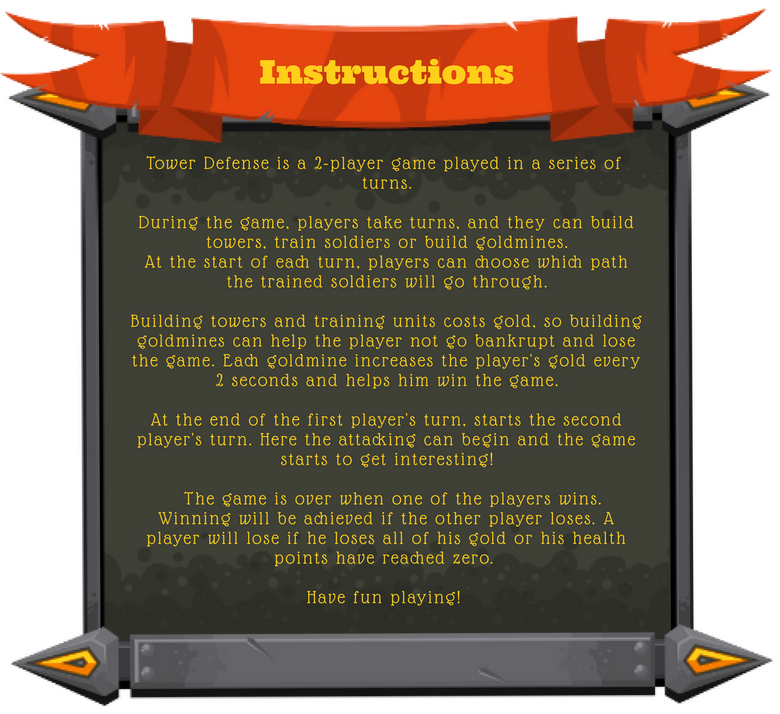 Instructions
Tower Defense is a 2-player game played in a series of
turns.
During the game, players take turns, and they can build
towers, train soldiers or build goldmines.
At the start of each turn, players can choose which path
the trained soldiers will go through.
Building towers and training units costs gold, so building
goldmines can help the player not go bankrupt and lose
the game. Each goldmine increases the player's gold every
2 seconds and helps him win the game.
At the end of the first player's turn, starts the second
player's turn. Here the attacking can begin and the game
starts to get interesting!
The game is over when one of the players wins.
Winning will be achieved if the other player loses. A
player will lose if he loses all of his gold or his health
points have reached zero.
Have fun playing!